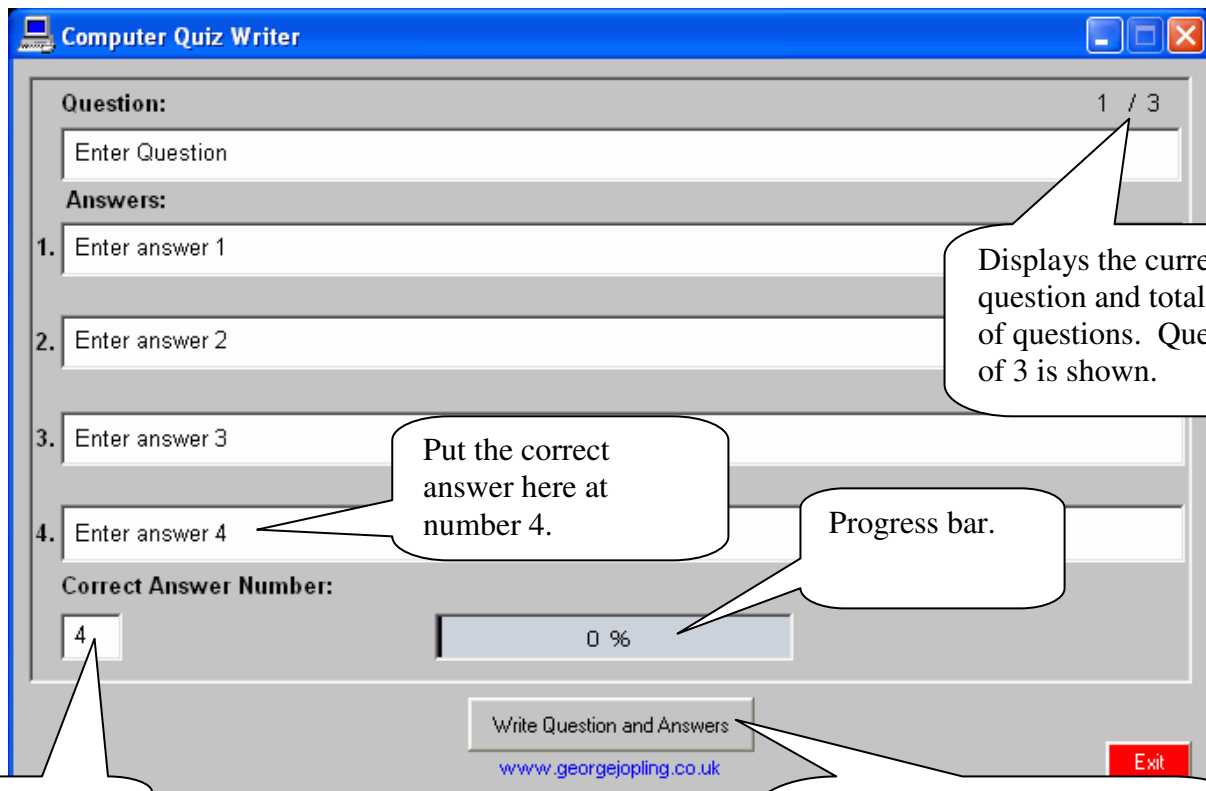 Computer Quiz Writer
Question:
1 / 3
Enter Question
Answers:
1. Enter answer 1
Displays the
question and total
of questions.
of 3 is shown.
2. Enter answer 2
3. Enter answer 3
Put the correct
answer here at
number 4.
4. Enter answer 4
Progress bar.
Correct Answer Number:
4
0 %
Write Question and Answers
www.georgejopling.co.uk
Exit